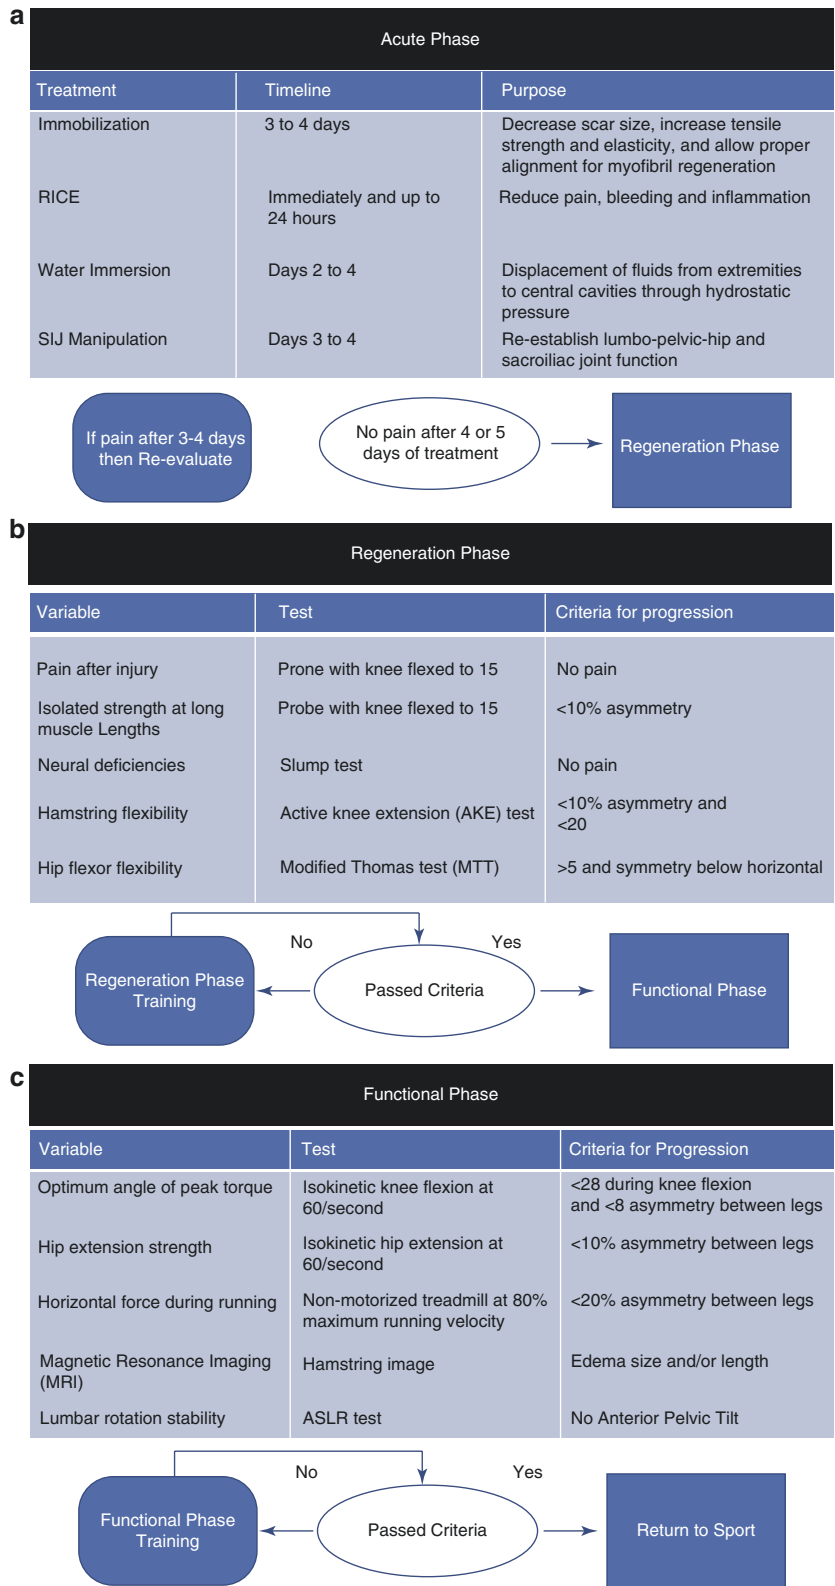 a
Acute Phase
Treatment Timeline Purpose
Immobilization 3 to 4 days Decrease scar size, increase tensile
strength and elasticity, and allow proper
alignment for myofibril regeneration
RICE Immediately and up to Reduce pain, bleeding and inflammation
24 hours
Water Immersion Days 2 to 4 Displacement of fluids from extremities
to central cavities through hydrostatic
pressure
SIJ Manipulation Days 3 to 4 Re-establish lumbo-pelvic-hip and
sacroiliac joint function
If pain after 3-4 days
then Re-evaluate
No pain after 4 or 5
days of treatment
Regeneration Phase
b
Regeneration Phase
Variable Test Criteria for progression
Pain after injury Prone with knee flexed to 15 No pain
Isolated strength at long Probe with knee flexed to 15 <10% asymmetry
muscle Lengths
Neural deficiencies Slump test No pain
Hamstring flexibility Active knee extension (AKE) test <10% asymmetry and
<20
Hip flexor flexibility Modified Thomas test (MTT) >5 and symmetry below horizontal
No Yes
Regeneration Phase
Training
Passed Criteria
Functional Phase
c
Functional Phase
Variable Test Criteria for Progression
Optimum angle of peak torque Isokinetic knee flexion at <28 during knee flexion
60/second and <8 asymmetry between legs
Hip extension strength Isokinetic hip extension at <10% asymmetry between legs
60/second
Horizontal force during running Non-motorized treadmill at 80% <20% asymmetry between legs
maximum running velocity
Magnetic Resonance Imaging Hamstring image Edema size and/or length
(MRI)
Lumbar rotation stability ASLR test No Anterior Pelvic Tilt
No Yes
Functional Phase
Training
Passed Criteria
Return to Sport